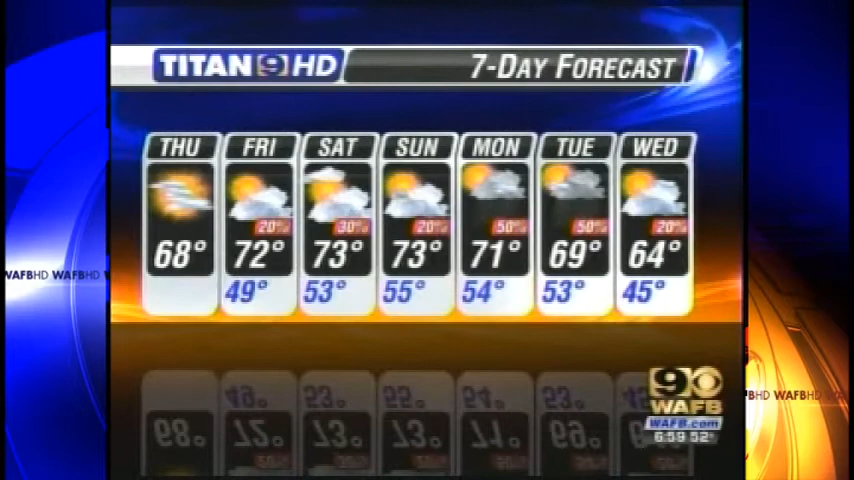 TITAN 9 HD 7-DAY FORECAST
THU FRI SAT SUN MON TUE WED
20% 30% 20% 50% 50% 20%
68° 72° 73° 73° 71° 69° 64°
49° 53° 55° 54° 53° 45°
WAFBHD WAFBHD
9
WAFB
WAFB.com
6:59 52°
WAFBHD WAFBHD